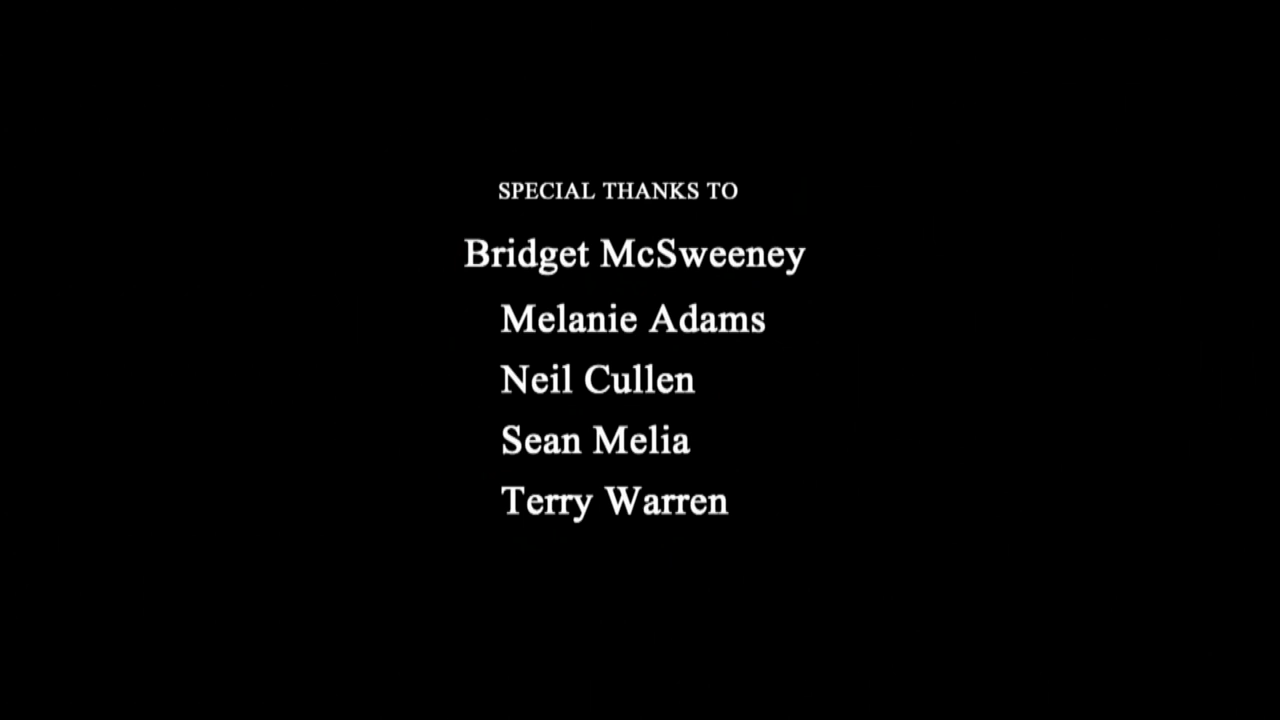 SPECIAL THANKS TO
Bridget McSweeney
Melanie Adams
Neil Cullen
Sean Melia
Terry Warren